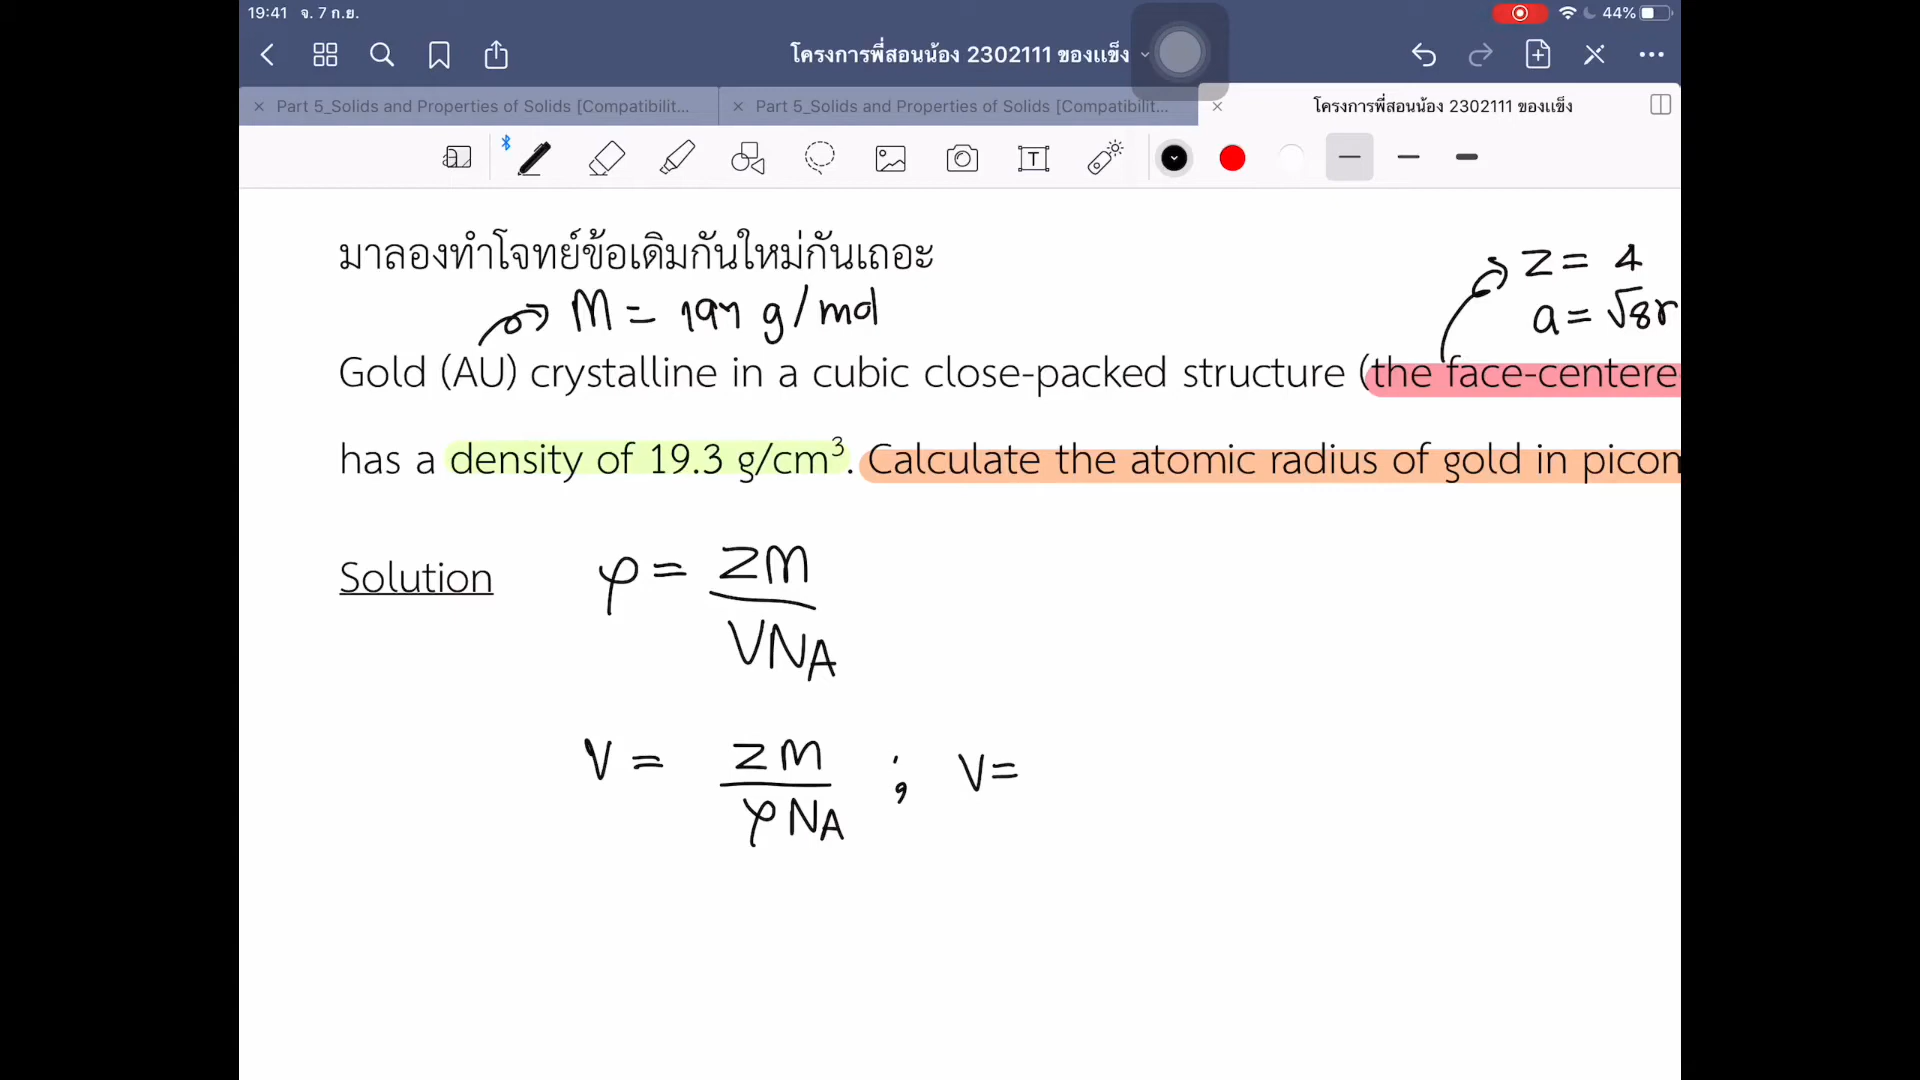 19:41 จ. 7 ก.ย. 44%
โครงการพี่สอนน้อง 2302111 ของแข็ง
Part 5_Solids and Properties of Solids [Compatibilit... Part 5_Solids and Properties of Solids [Compatibilit... โครงการพี่สอนน้อง 2302111 ของแข็ง
มาลองทำโจทย์ข้อเดิมกันใหม่กันเถอะ
Z = 4
M = 197 g/mol
a = √8r
Gold (AU) crystalline in a cubic close-packed structure (the face-centere
has a density of 19.3 g/cm³. Calculate the atomic radius of gold in picom
Solution
ρ = ZM
VNA
V = ZM ; V =
ρNA